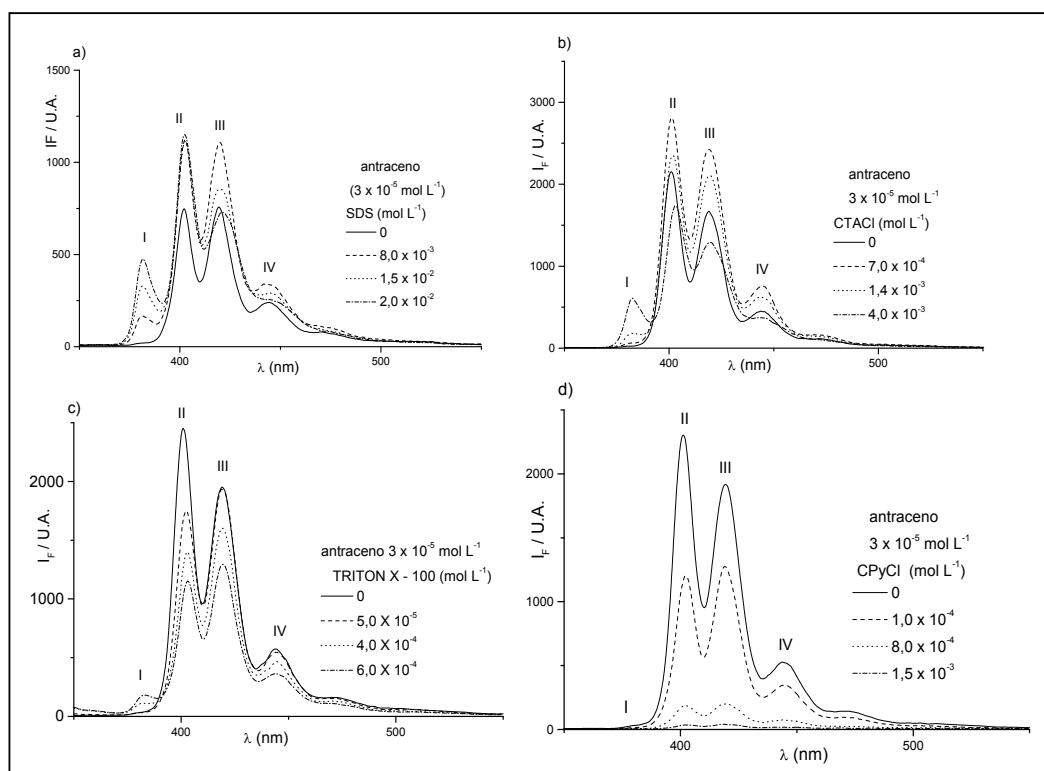 a)
1500
1000
500
0
IF / U.A.
I
II
III
IV
antraceno
(3 x 10⁻⁵ mol L⁻¹)
SDS (mol L⁻¹)
0
8,0 x 10⁻³
1,5 x 10⁻²
2,0 x 10⁻²
400
500
λ (nm)
b)
3000
2000
1000
0
I_F / U.A.
I
II
III
IV
antraceno
3 x 10⁻⁵ mol L⁻¹
CTACl (mol L⁻¹)
0
7,0 x 10⁻⁴
1,4 x 10⁻³
4,0 x 10⁻³
400
500
λ (nm)
c)
2000
1000
0
I_F / U.A.
I
II
III
IV
antraceno 3 x 10⁻⁵ mol L⁻¹
TRITON X - 100 (mol L⁻¹)
0
5,0 X 10⁻⁵
4,0 X 10⁻⁴
6,0 X 10⁻⁴
400
500
λ (nm)
d)
2000
1000
0
I_F / U.A.
I
II
III
IV
antraceno
3 x 10⁻⁵ mol L⁻¹
CPyCl (mol L⁻¹)
0
1,0 x 10⁻⁴
8,0 x 10⁻⁴
1,5 x 10⁻³
400
500
λ (nm)